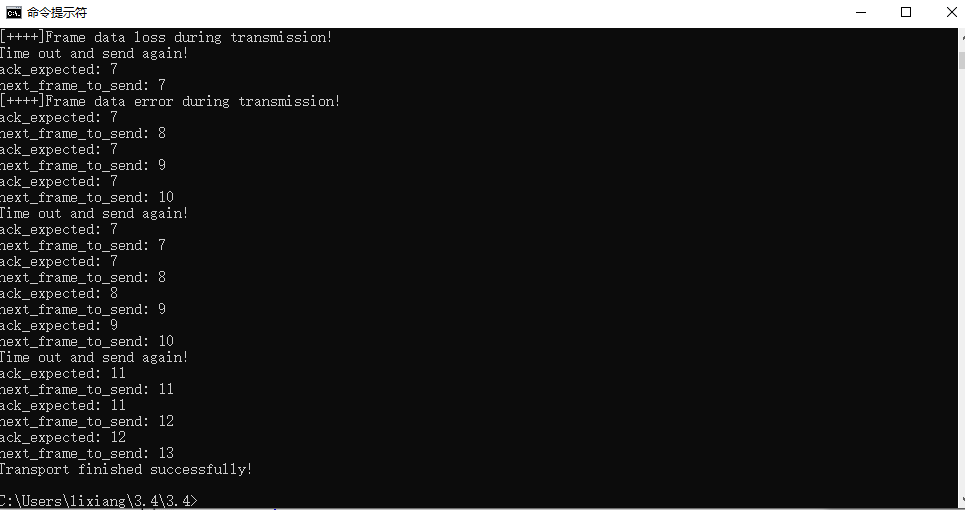 命令提示符
[++++]Frame data loss during transmission!
Time out and send again!
ack_expected: 7
next_frame_to_send: 7
[++++]Frame data error during transmission!
ack_expected: 7
next_frame_to_send: 8
ack_expected: 7
next_frame_to_send: 9
ack_expected: 7
next_frame_to_send: 10
Time out and send again!
ack_expected: 7
next_frame_to_send: 7
ack_expected: 7
next_frame_to_send: 8
ack_expected: 8
next_frame_to_send: 9
ack_expected: 9
next_frame_to_send: 10
Time out and send again!
ack_expected: 11
next_frame_to_send: 11
ack_expected: 11
next_frame_to_send: 12
ack_expected: 12
next_frame_to_send: 13
Transport finished successfully!
C:\Users\lixiang\3.4\3.4>